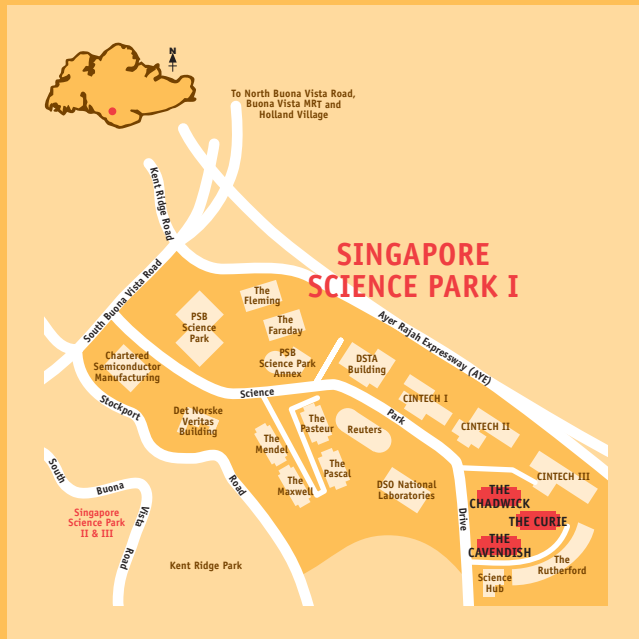 N
To North Buona Vista Road,
Buona Vista MRT and
Holland Village
Kent Ridge Road
SINGAPORE
SCIENCE PARK I
South Buona Vista Road
Ayer Rajah Expressway (AYE)
The
Fleming
PSB
Science
Park
The
Faraday
PSB
Science Park
Annex
DSTA
Building
Chartered
Semiconductor
Manufacturing
Science
Park
Drive
CINTECH I
CINTECH II
CINTECH III
Stockport
Road
Det Norske
Veritas
Building
The
Pasteur
Reuters
The
Mendel
The
Pascal
The
Maxwell
DSO National
Laboratories
THE
CHADWICK
THE CURIE
THE
CAVENDISH
The
Rutherford
Science
Hub
South
Buona
Vista
Road
Singapore
Science Park
II & III
Kent Ridge Park